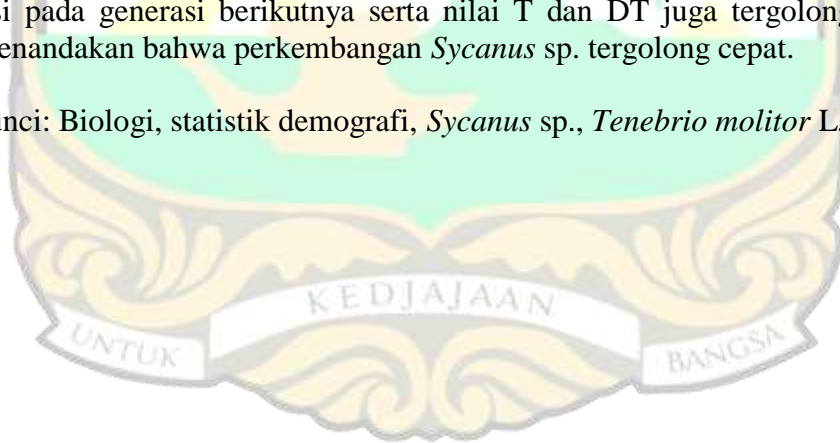 si pada generasi berikutnya serta nilai T dan DT juga tergolong
enandakan bahwa perkembangan Sycanus sp. tergolong cepat.
unci: Biologi, statistik demografi, Sycanus sp., Tenebrio molitor L.
KEDJAJAAN
UNTUK BANGSA